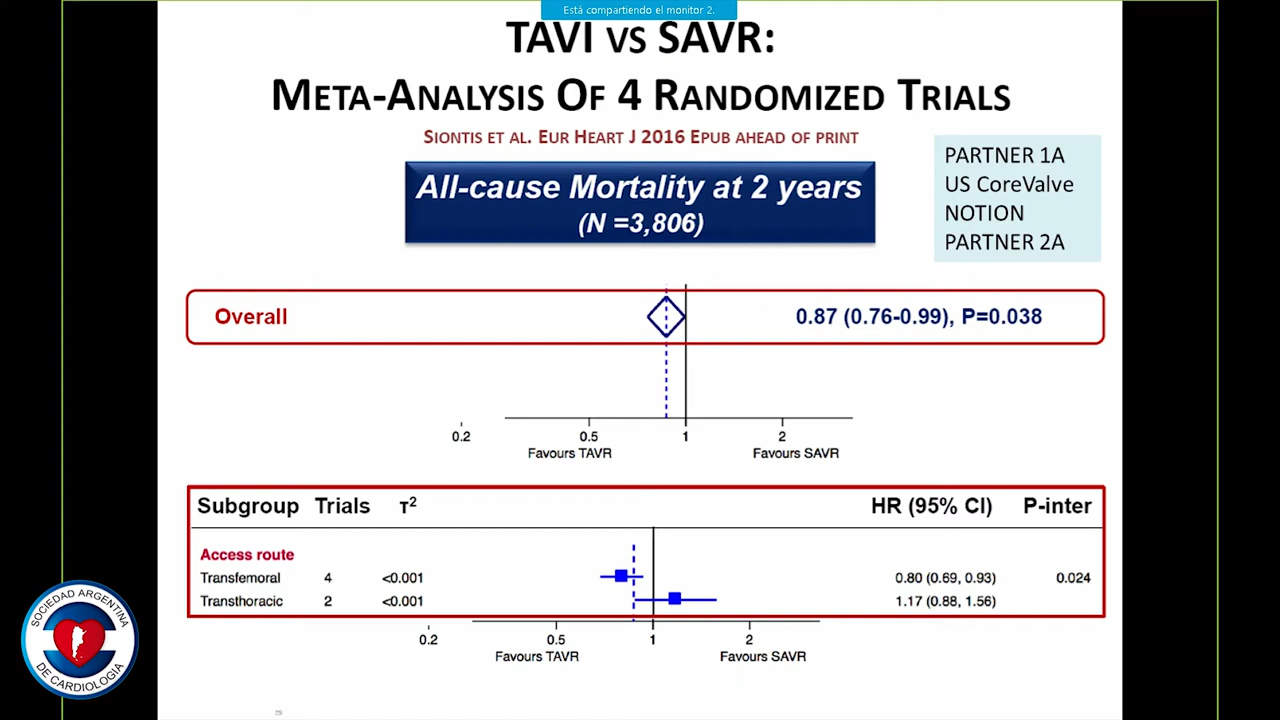 Está compartiendo el monitor 2.
TAVI VS SAVR:
META-ANALYSIS OF 4 RANDOMIZED TRIALS
SIONTIS ET AL. EUR HEART J 2016 EPUB AHEAD OF PRINT
PARTNER 1A
US CoreValve
NOTION
PARTNER 2A
All-cause Mortality at 2 years
(N =3,806)
Overall 0.87 (0.76-0.99), P=0.038
0.2 0.5 1 2
Favours TAVR Favours SAVR
Subgroup Trials τ² HR (95% CI) P-inter
Access route
Transfemoral 4 <0.001 0.80 (0.69, 0.93) 0.024
Transthoracic 2 <0.001 1.17 (0.88, 1.56)
0.2 0.5 1 2
Favours TAVR Favours SAVR
SOCIEDAD ARGENTINA
DE CARDIOLOGIA